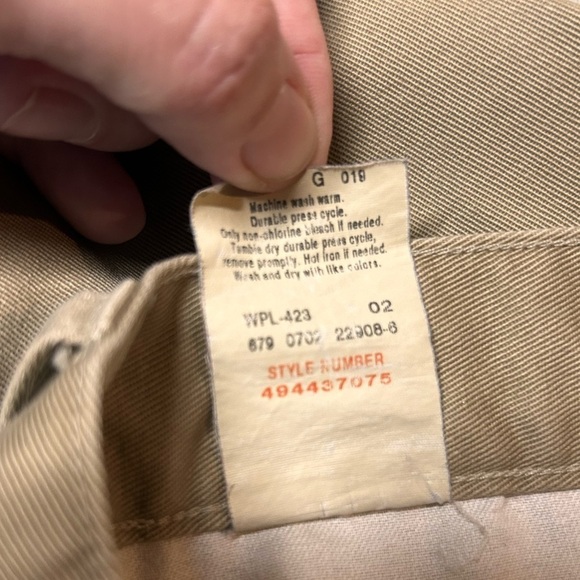 G 019
Machine wash warm.
Durable press cycle.
Only non-chlorine bleach if needed.
Tumble dry durable press cycle,
remove promptly. Hot iron if needed.
Wash and dry with like colors.
WPL-423 02
679 0702 22908-6
STYLE NUMBER
494437075